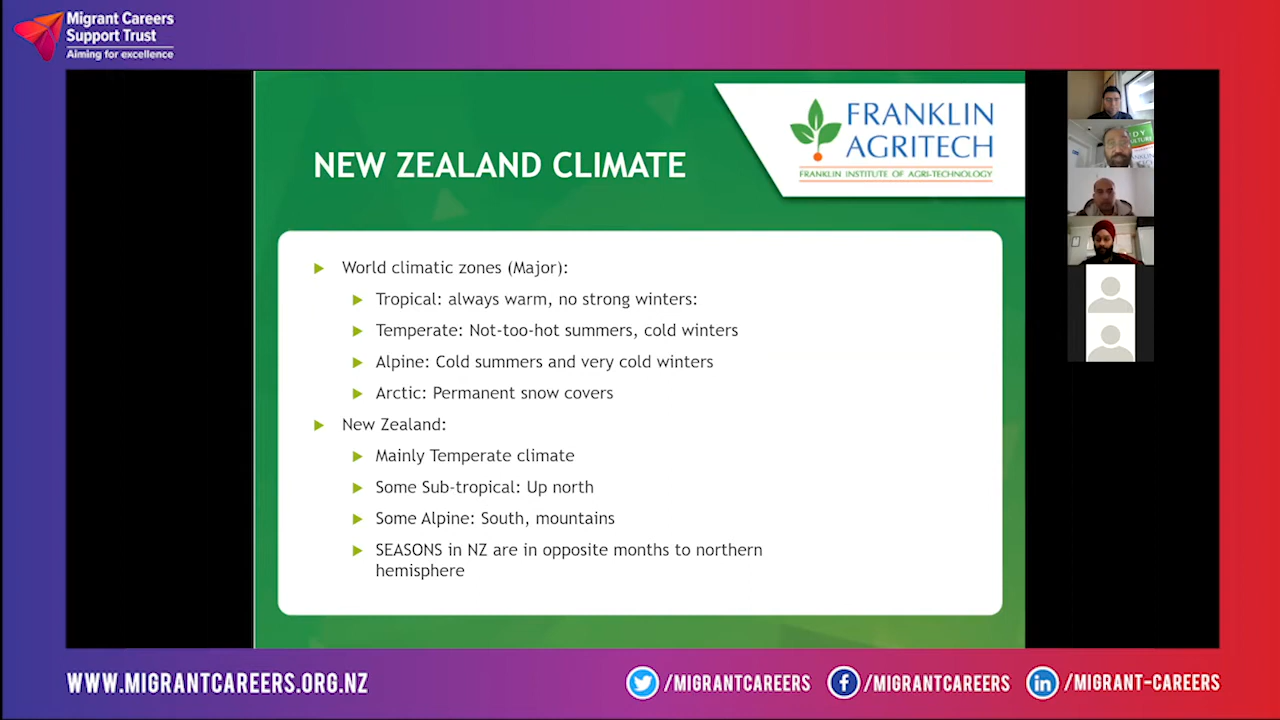 Migrant Careers
Support Trust
Aiming for excellence
FRANKLIN
AGRITECH
FRANKLIN INSTITUTE OF AGRI-TECHNOLOGY
NEW ZEALAND CLIMATE
World climatic zones (Major):
Tropical: always warm, no strong winters:
Temperate: Not-too-hot summers, cold winters
Alpine: Cold summers and very cold winters
Arctic: Permanent snow covers
New Zealand:
Mainly Temperate climate
Some Sub-tropical: Up north
Some Alpine: South, mountains
SEASONS in NZ are in opposite months to northern
hemisphere
WWW.MIGRANTCAREERS.ORG.NZ
/MIGRANTCAREERS
/MIGRANTCAREERS
/MIGRANT-CAREERS